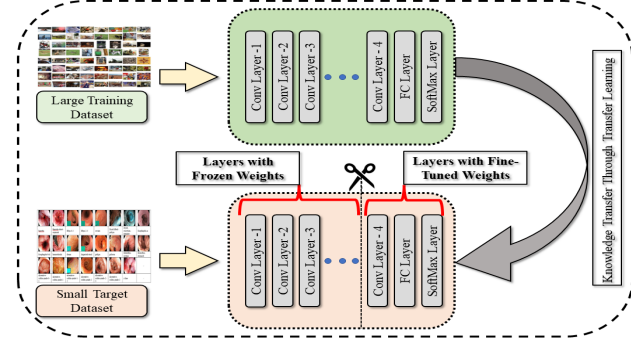 Large Training
Dataset
Conv Layer -1
Conv Layer -2
Conv Layer -3
Conv Layer - 4
FC Layer
SoftMax Layer
Knowledge Transfer Through Transfer Learning
Layers with
Frozen Weights
Layers with Fine-
Tuned Weights
Small Target
Dataset
Conv Layer -1
Conv Layer -2
Conv Layer -3
Conv Layer - 4
FC Layer
SoftMax Layer